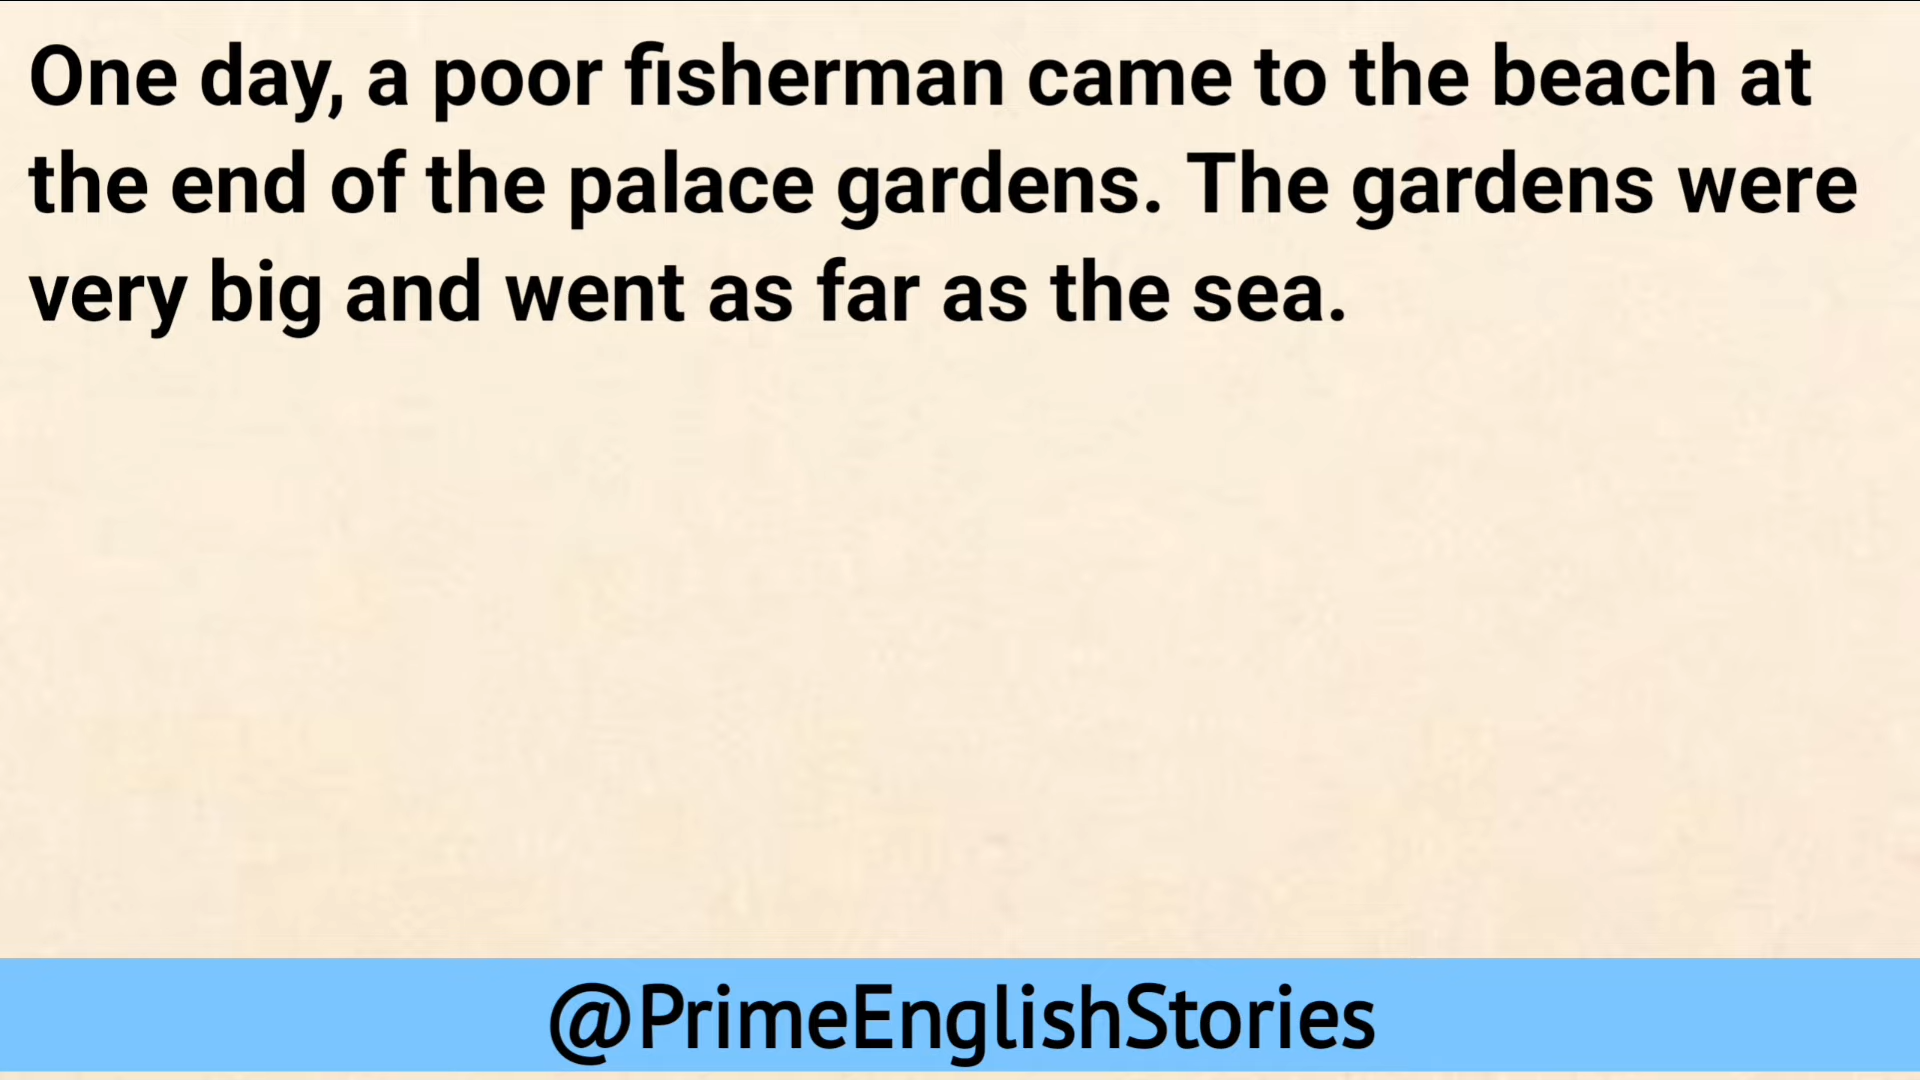 One day, a poor fisherman came to the beach at
the end of the palace gardens. The gardens were
very big and went as far as the sea.
@PrimeEnglishStories